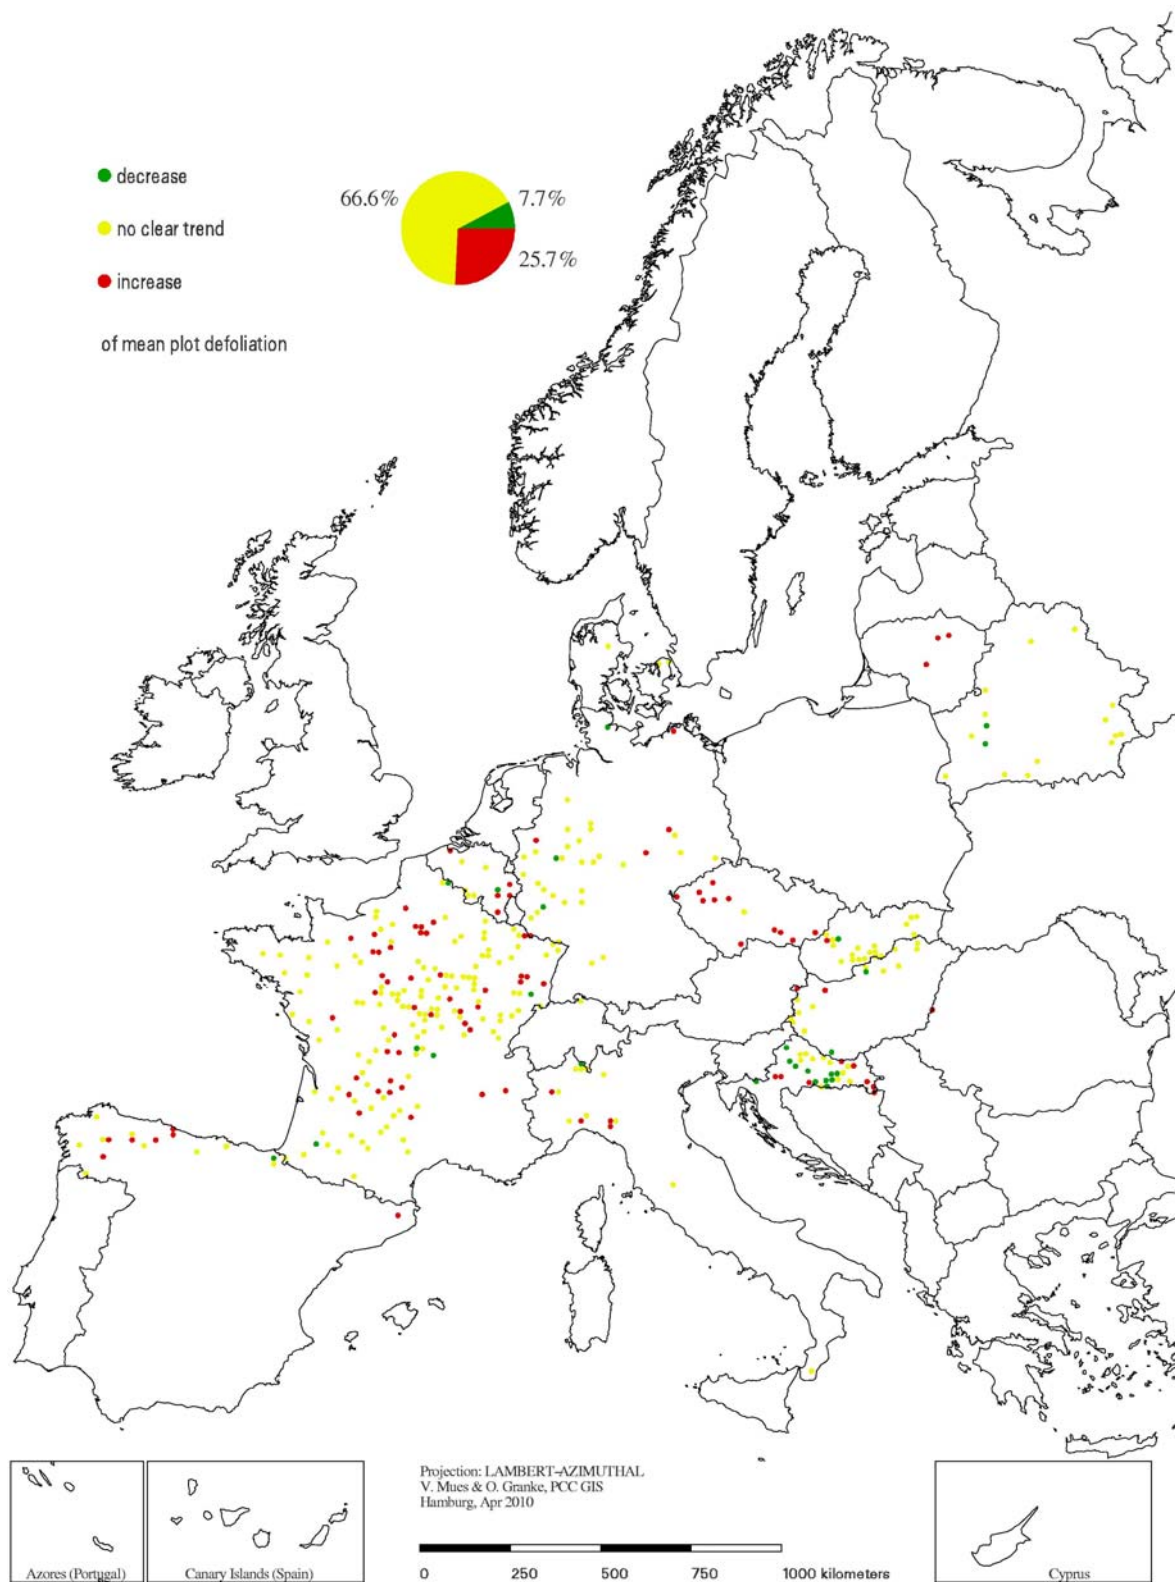 decrease
66.6%
7.7%
no clear trend
25.7%
increase
of mean plot defoliation
Projection: LAMBERT-AZIMUTHAL
V. Mues & O. Granke, PCC GIS
Hamburg, Apr 2010
Azores (Portugal)
Canary Islands (Spain)
0 250 500 750 1000 kilometers
Cyprus